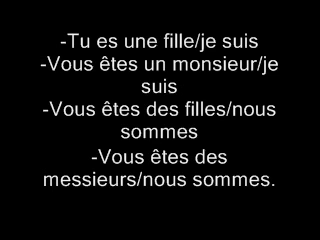 -Tu es une fille/je suis
-Vous êtes un monsieur/je
suis
-Vous êtes des filles/nous
sommes
-Vous êtes des
messieurs/nous sommes.